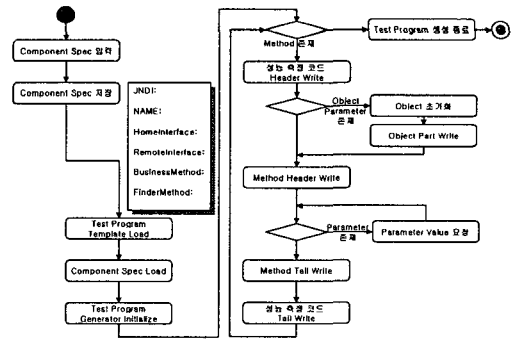 Component Spec 입력
Component Spec 저장
JNDI:
NAME:
HomeInterface:
RemoteInterface:
BusinessMethod:
FinderMethod:
Test Program
Template Load
Component Spec Load
Test Program
Generator Initialize
Method 존재
Test Program 생성 종료
성능 측정 코드
Header Write
Object
Parameter
존재
Object 초기화
Object Part Write
Method Header Write
Parameter
존재
Parameter Value 요청
Method Tail Write
성능 측정 코드
Tail Write